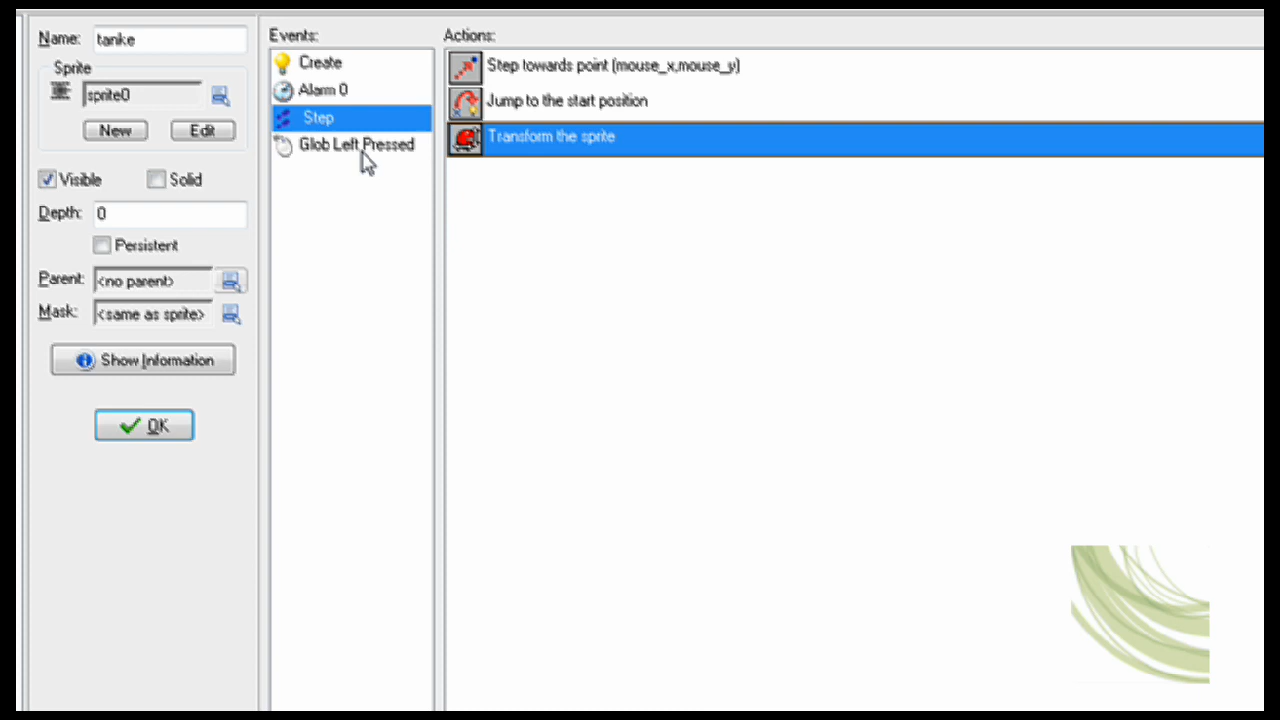 Name: tanke
Sprite
sprite0
New Edit
Visible Solid
Depth: 0
Persistent
Parent: <no parent>
Mask: <same as sprite>
Show Information
OK
Events:
Create
Alarm 0
Step
Glob Left Pressed
Actions:
Step towards point (mouse_x,mouse_y)
Jump to the start position
Transform the sprite